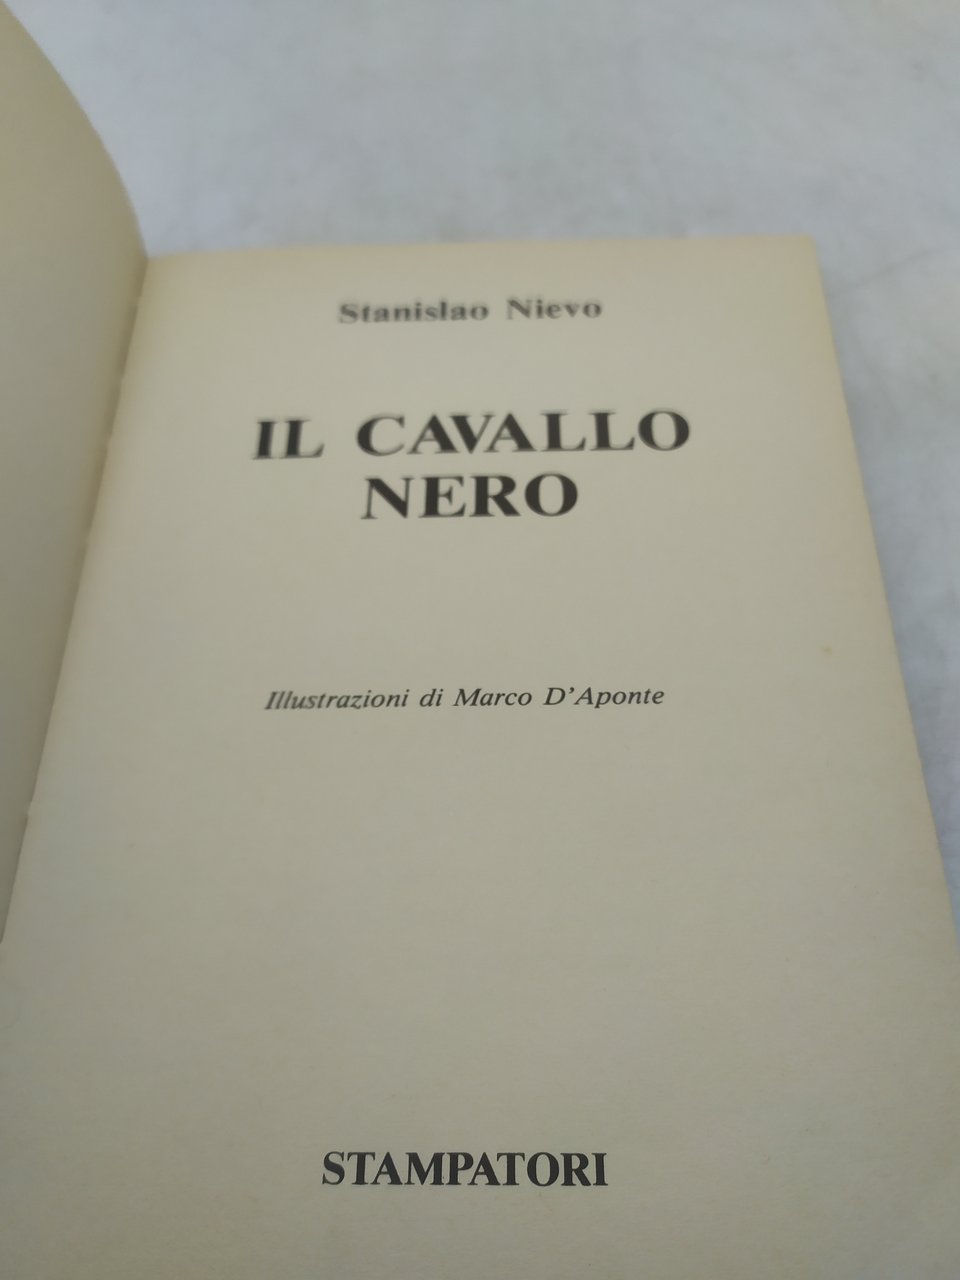 Stanislao Nievo
IL CAVALLO
NERO
Illustrazioni di Marco D'Aponte
STAMPATORI